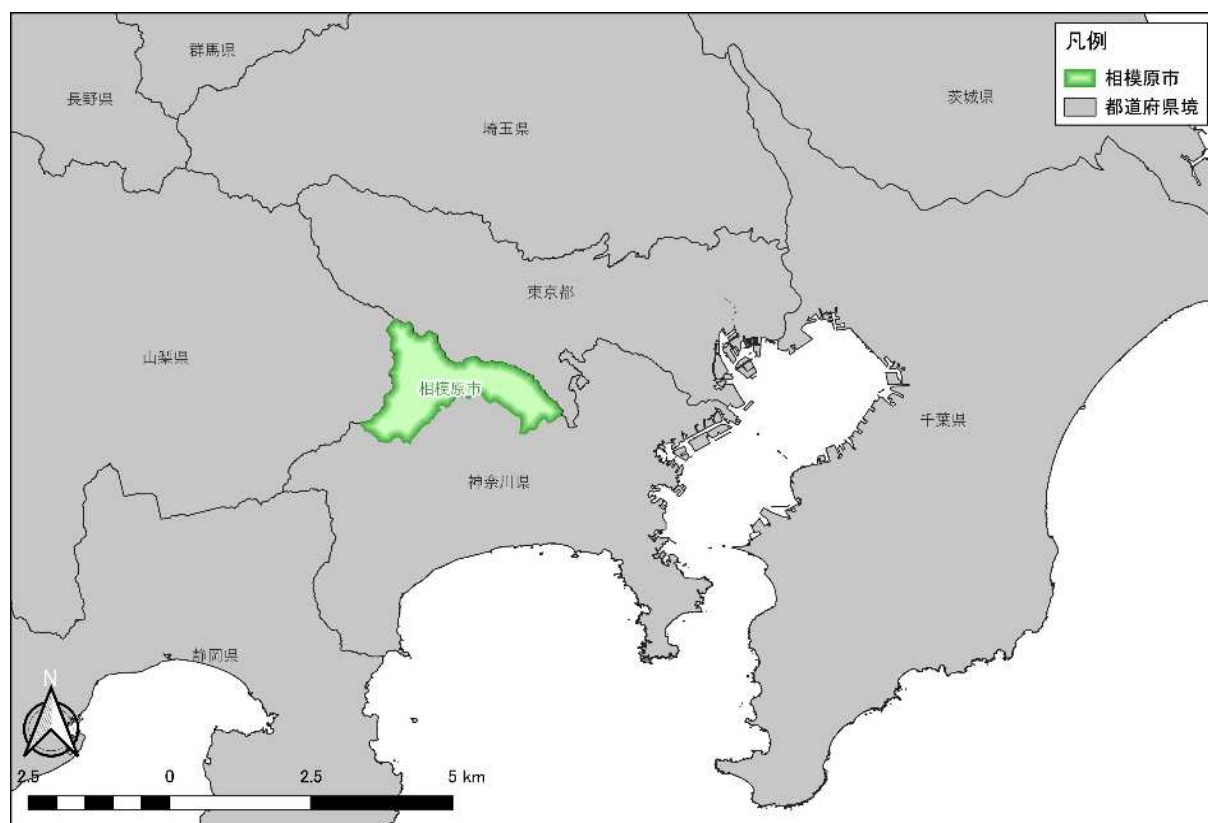 群馬県
長野県
凡例
相模原市
都道府県境
茨城県
埼玉県
東京都
山梨県
相模原市
千葉県
神奈川県
静岡県
N
2.5 0 2.5 5 km